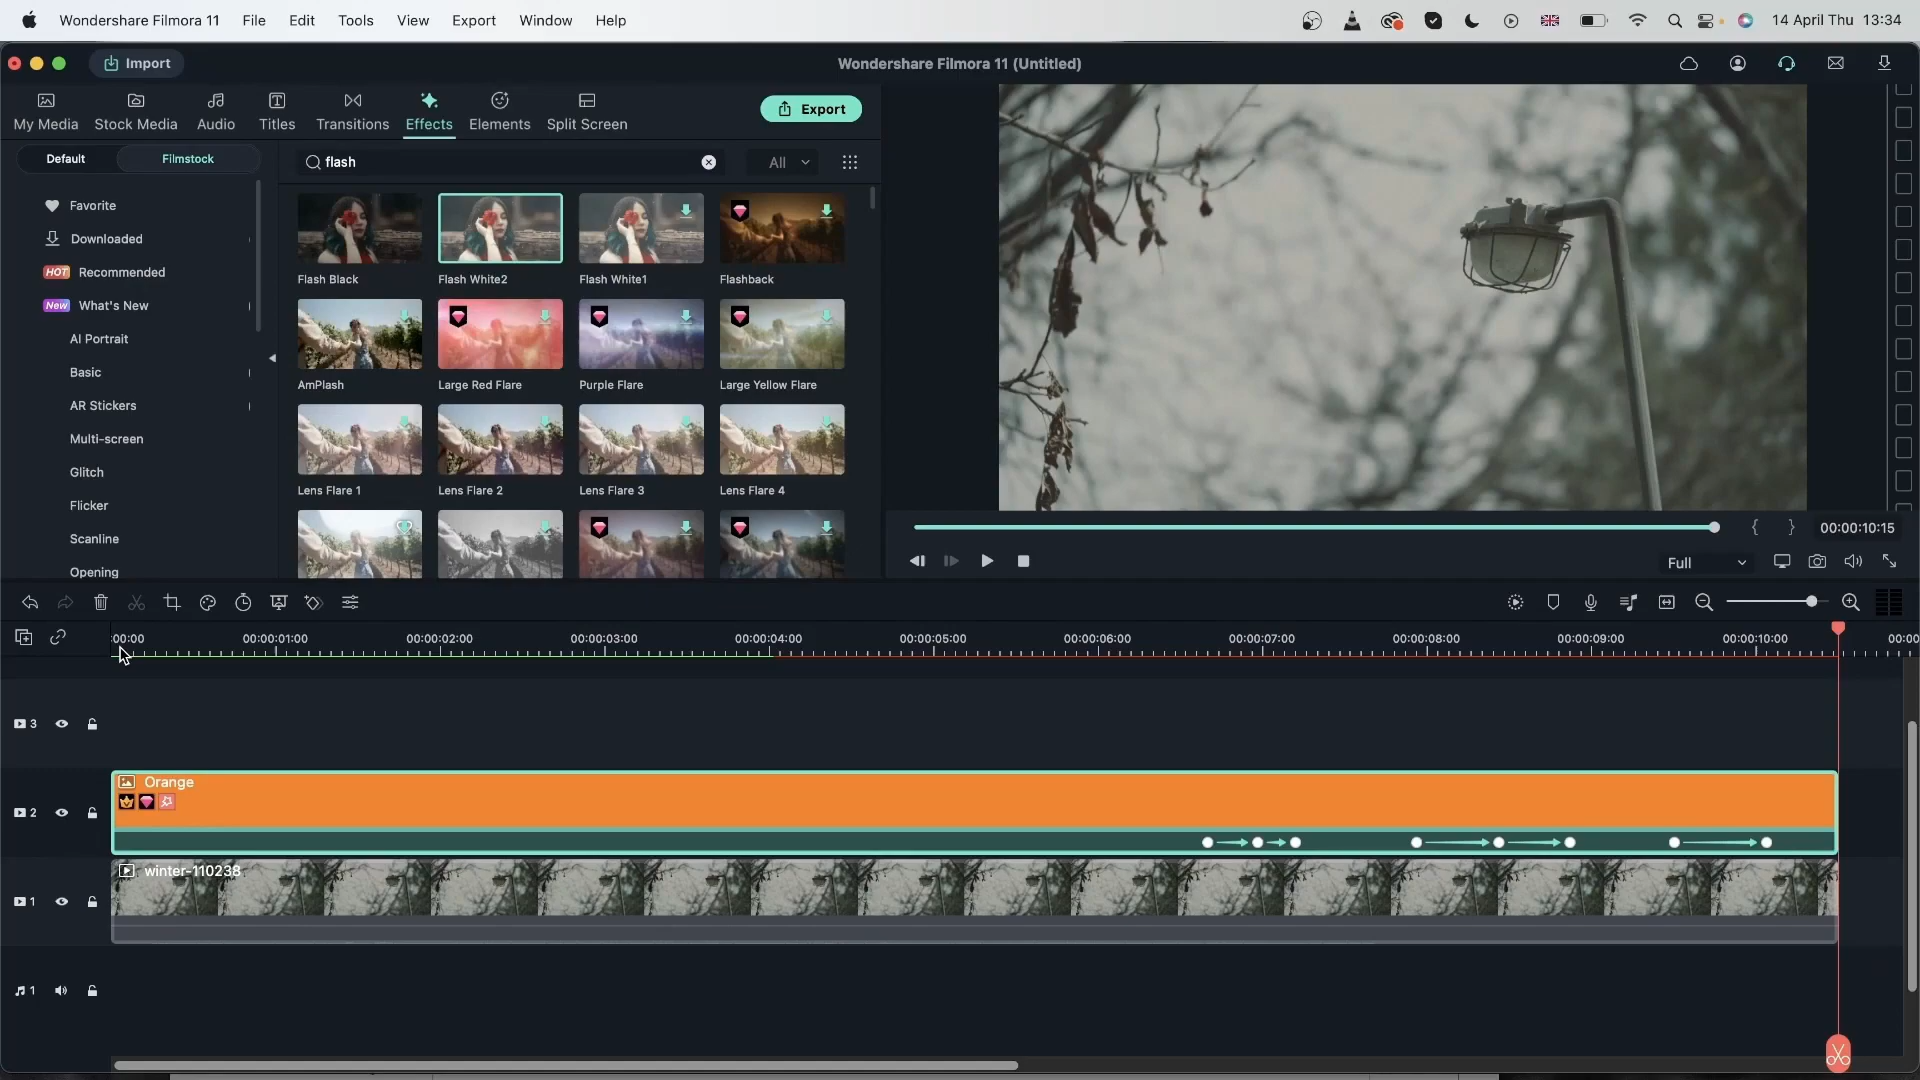 Wondershare Filmora 11 File Edit Tools View Export Window Help 14 April Thu 13:34
Import Wondershare Filmora 11 (Untitled)
My Media Stock Media Audio Titles Transitions Effects Elements Split Screen Export
Default Filmstock flash All
Favorite
Downloaded
HOT Recommended
New What's New
AI Portrait
Basic
AR Stickers
Multi-screen
Glitch
Flicker
Scanline
Opening
Flash Black Flash White2 Flash White1 Flashback
AmPlash Large Red Flare Purple Flare Large Yellow Flare
Lens Flare 1 Lens Flare 2 Lens Flare 3 Lens Flare 4
{ } 00:00:10:15
Full
:00:00 00:00:01:00 00:00:02:00 00:00:03:00 00:00:04:00 00:00:05:00 00:00:06:00 00:00:07:00 00:00:08:00 00:00:09:00 00:00:10:00 00:00
3
Orange
2
winter-110238
1
1